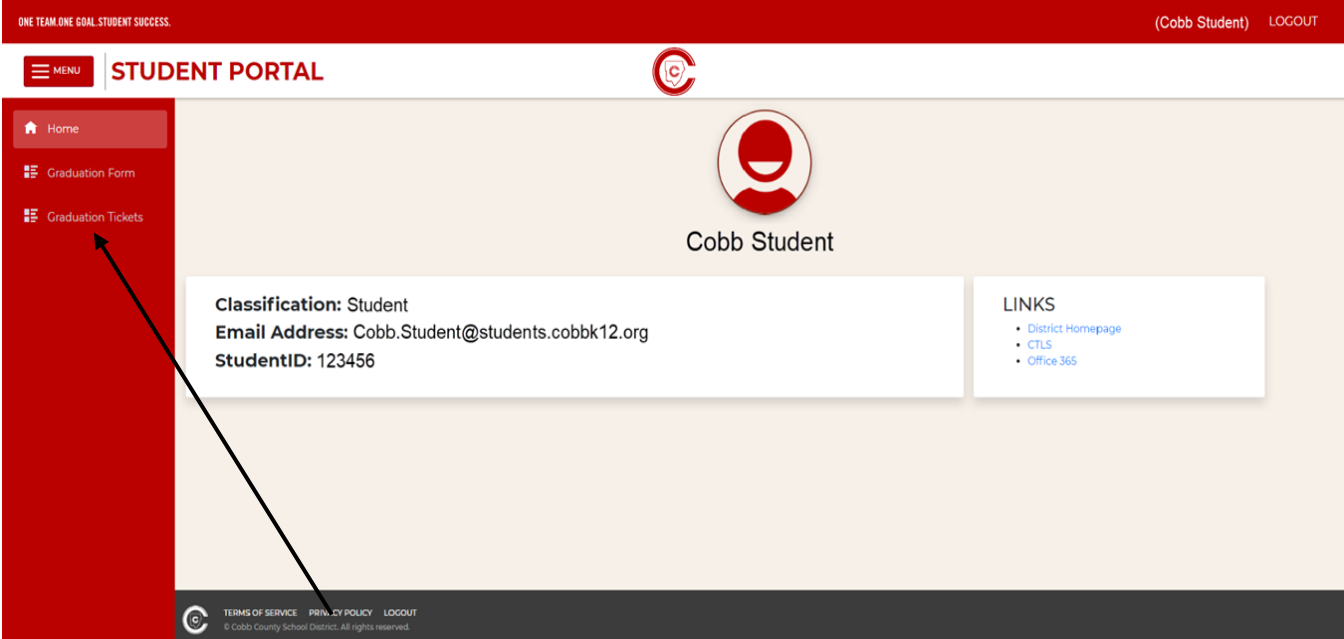 ONE TEAM.ONE GOAL.STUDENT SUCCESS.
(Cobb Student) LOGOUT
MENU
STUDENT PORTAL
C
Home
Graduation Form
Graduation Tickets
Cobb Student
Classification: Student
Email Address: Cobb.Student@students.cobbk12.org
StudentID: 123456
LINKS
District Homepage
CTLS
Office 365
TERMS OF SERVICE PRIVACY POLICY LOGOUT
© Cobb County School District. All rights reserved.